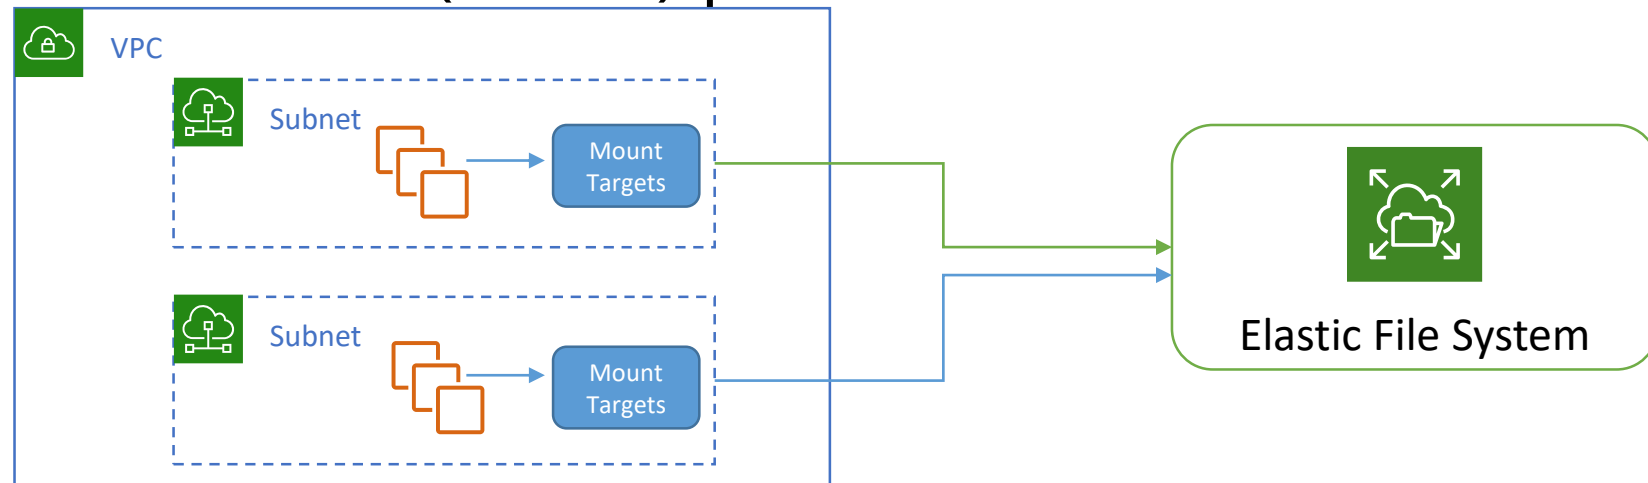 VPC
Subnet
Mount
Targets
Subnet
Mount
Targets
Elastic File System